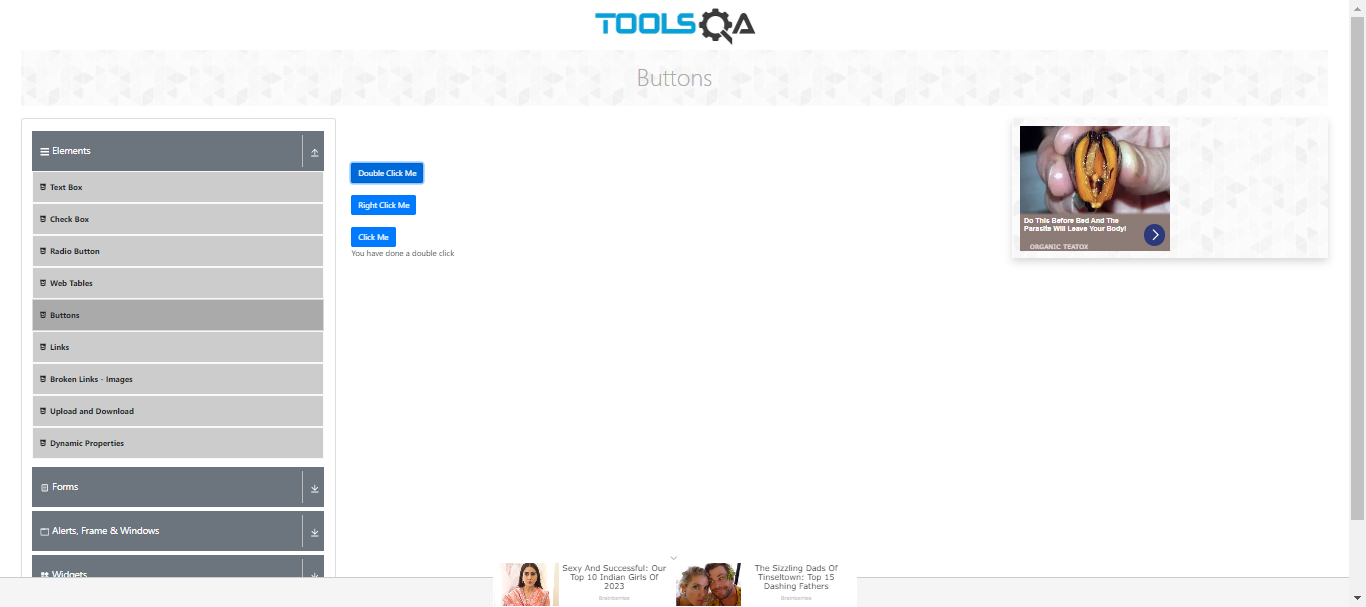 TOOLSQA
Buttons
Elements
Text Box
Check Box
Radio Button
Web Tables
Buttons
Links
Broken Links - Images
Upload and Download
Dynamic Properties
Forms
Alerts, Frame & Windows
Widgets
Double Click Me
Right Click Me
Click Me
You have done a double click
Do This Before Bed And The
Parasite Will Leave Your Body!
ORGANIC TEATOX
Sexy And Successful: Our
Top 10 Indian Girls Of
2023
Brainberries
The Sizzling Dads Of
Tinseltown: Top 15
Dashing Fathers
Brainberries